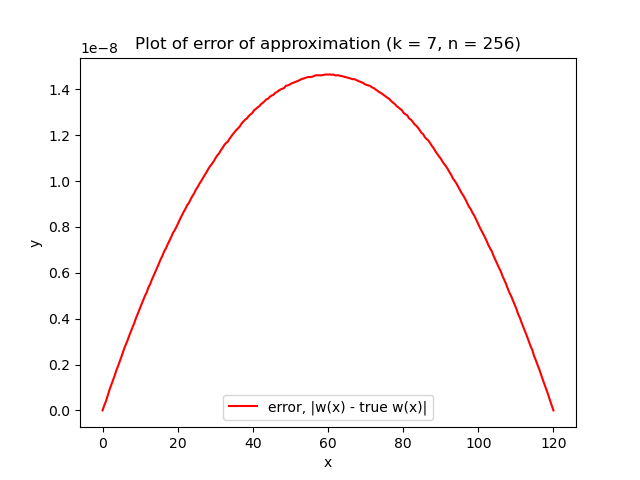 Plot of error of approximation (k = 7, n = 256)
1e−8
1.4
1.2
1.0
0.8
0.6
0.4
0.2
0.0
y
error, |w(x) - true w(x)|
0 20 40 60 80 100 120
x